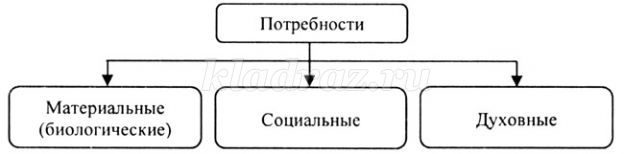 Потребности
kladraz.ru
Материальные
(биологические)
Социальные
Духовные